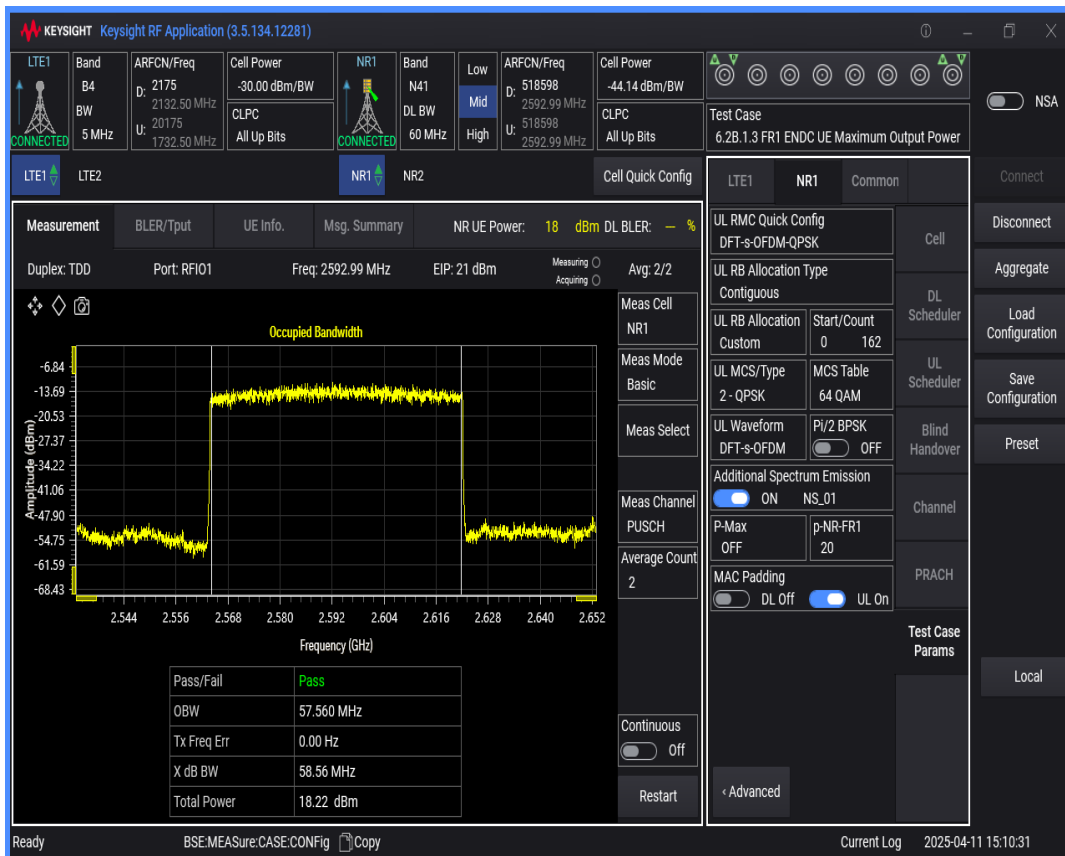 KEYSIGHT Keysight RF Application (3.5.134.12281)
LTE1
CONNECTED
Band
B4
BW
5 MHz
ARFCN/Freq
D: 2175
2132.50 MHz
U: 20175
1732.50 MHz
Cell Power
-30.00 dBm/BW
CLPC
All Up Bits
NR1
CONNECTED
Band
N41
DL BW
60 MHz
Low
Mid
High
ARFCN/Freq
D: 518598
2592.99 MHz
U: 518598
2592.99 MHz
Cell Power
-44.14 dBm/BW
CLPC
All Up Bits
Test Case
6.2B.1.3 FR1 ENDC UE Maximum Output Power
NSA
LTE1 LTE2 NR1 NR2 Cell Quick Config
Measurement BLER/Tput UE Info. Msg. Summary NR UE Power: 18 dBm DL BLER: — %
Duplex: TDD Port: RFIO1 Freq: 2592.99 MHz EIP: 21 dBm Measuring Acquiring Avg: 2/2
Occupied Bandwidth
Amplitude (dBm)
-6.84
-13.69
-20.53
-27.37
-34.22
-41.06
-47.90
-54.75
-61.59
-68.43
2.544 2.556 2.568 2.580 2.592 2.604 2.616 2.628 2.640 2.652
Frequency (GHz)
Pass/Fail Pass
OBW 57.560 MHz
Tx Freq Err 0.00 Hz
X dB BW 58.56 MHz
Total Power 18.22 dBm
Meas Cell
NR1
Meas Mode
Basic
Meas Select
Meas Channel
PUSCH
Average Count
2
Continuous
Off
Restart
LTE1 NR1 Common
UL RMC Quick Config
DFT-s-OFDM-QPSK
UL RB Allocation Type
Contiguous
UL RB Allocation
Custom
Start/Count
0 162
UL MCS/Type
2 - QPSK
MCS Table
64 QAM
UL Waveform
DFT-s-OFDM
Pi/2 BPSK
OFF
Additional Spectrum Emission
ON NS_01
P-Max
OFF
p-NR-FR1
20
MAC Padding
DL Off UL On
‹ Advanced
Cell
DL
Scheduler
UL
Scheduler
Blind
Handover
Channel
PRACH
Test Case
Params
Connect
Disconnect
Aggregate
Load
Configuration
Save
Configuration
Preset
Local
Ready BSE:MEASure:CASE:CONFig Copy Current Log 2025-04-11 15:10:31